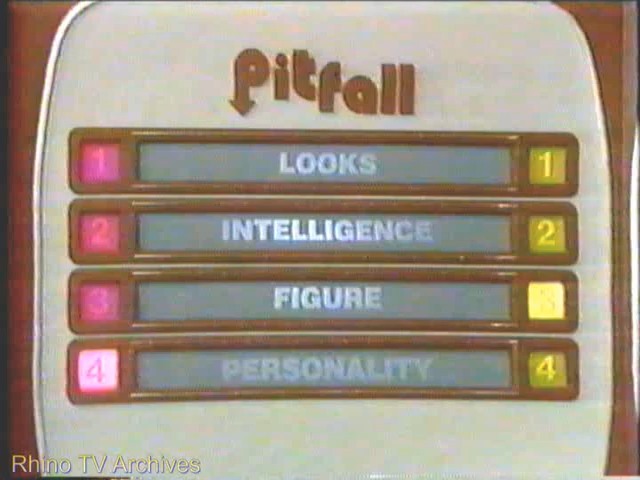 Pitfall
1 LOOKS 1
2 INTELLIGENCE 2
3 FIGURE 3
4 PERSONALITY 4
Rhino TV Archives